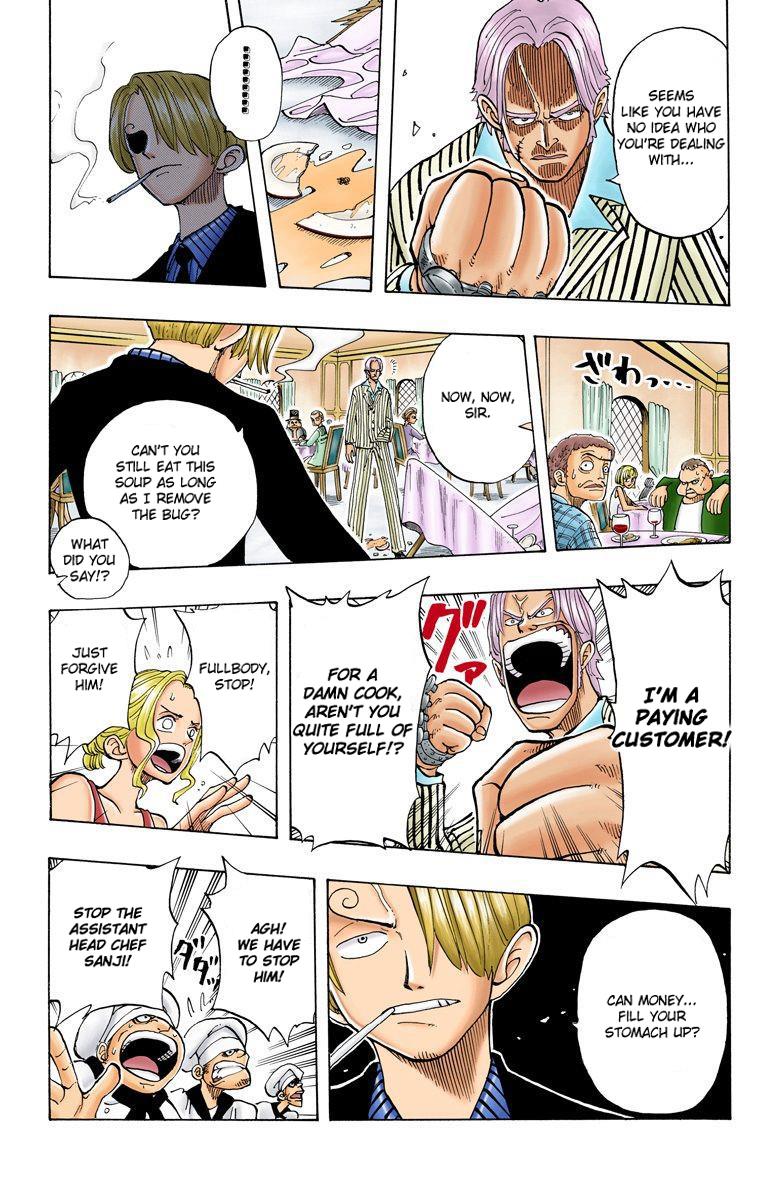 SEEMS
LIKE YOU HAVE
NO IDEA WHO
YOU'RE DEALING
WITH...
ざわっ…
NOW, NOW,
SIR.
CAN'T YOU
STILL EAT THIS
SOUP AS LONG
AS I REMOVE
THE BUG?
WHAT
DID YOU
SAY!?
I'M A
PAYING
CUSTOMER!
グァ
FOR A
DAMN COOK,
AREN'T YOU
QUITE FULL OF
YOURSELF!?
FULLBODY,
STOP!
JUST
FORGIVE
HIM!
CAN MONEY...
FILL YOUR
STOMACH UP?
AGH!
WE HAVE
TO STOP
HIM!
ダダ
STOP THE
ASSISTANT
HEAD CHEF
SANJI!